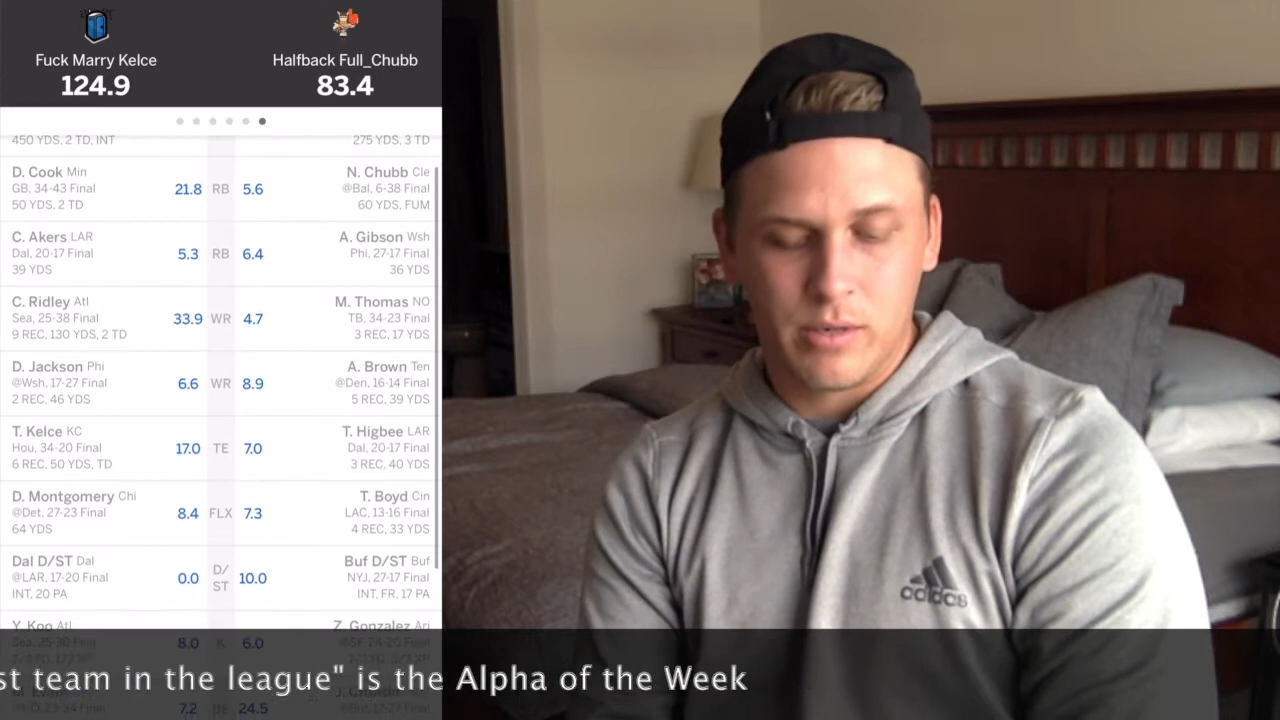 Fuck Marry Kelce
Halfback Full_Chubb
124.9
83.4
450 YDS, 2 TD, INT
275 YDS, 3 TD
D. Cook Min
GB, 34-43 Final
50 YDS, 2 TD
21.8 RB 5.6
N. Chubb Cle
@Bal, 6-38 Final
60 YDS, FUM
C. Akers LAR
Dal, 20-17 Final
39 YDS
5.3 RB 6.4
A. Gibson Wsh
Phi, 27-17 Final
36 YDS
C. Ridley Atl
Sea, 25-38 Final
9 REC, 130 YDS, 2 TD
33.9 WR 4.7
M. Thomas NO
TB, 34-23 Final
3 REC, 17 YDS
D. Jackson Phi
@Wsh, 17-27 Final
2 REC, 46 YDS
6.6 WR 8.9
A. Brown Ten
@Den, 16-14 Final
5 REC, 39 YDS
T. Kelce KC
Hou, 34-20 Final
6 REC, 50 YDS, TD
17.0 TE 7.0
T. Higbee LAR
Dal, 20-17 Final
3 REC, 40 YDS
D. Montgomery Chi
@Det, 27-23 Final
64 YDS
8.4 FLX 7.3
T. Boyd Cin
LAC, 13-16 Final
4 REC, 33 YDS
Dal D/ST Dal
@LAR, 17-20 Final
INT, 20 PA
0.0 D/ST 10.0
Buf D/ST Buf
NYJ, 27-17 Final
INT, FR, 17 PA
Y. Koo Atl
8.0 K 6.0
Z. Gonzalez Ari
st team in the league" is the Alpha of the Week
7.2 BE 24.5
adidas